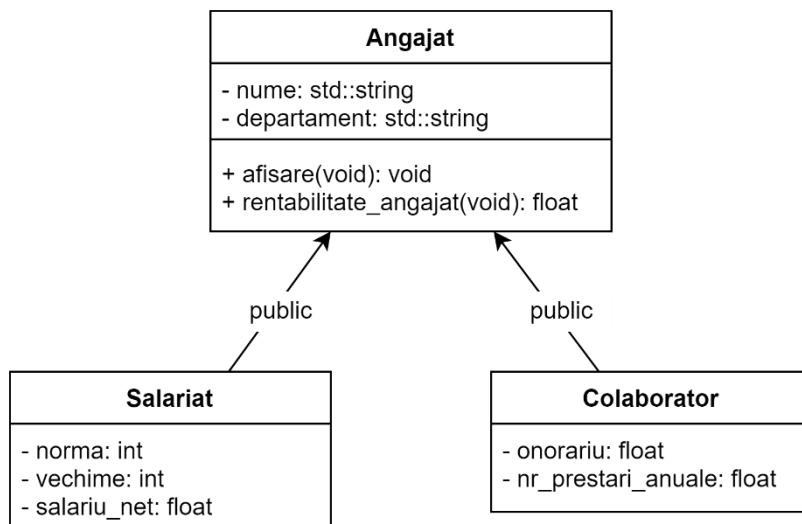 Angajat
- nume: std::string
- departament: std::string
+ afisare(void): void
+ rentabilitate_angajat(void): float
public
public
Salariat
- norma: int
- vechime: int
- salariu_net: float
Colaborator
- onorariu: float
- nr_prestari_anuale: float